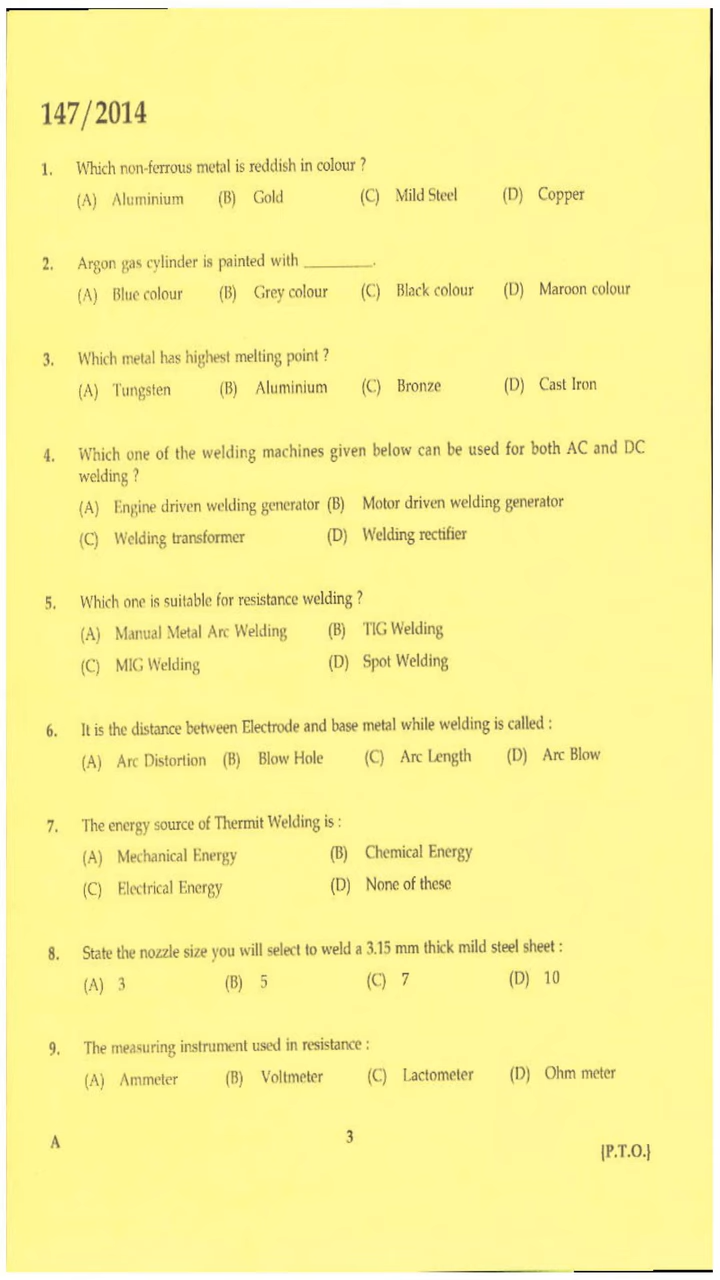 147/2014
1. Which non-ferrous metal is reddish in colour ?
(A) Aluminium (B) Gold (C) Mild Steel (D) Copper
2. Argon gas cylinder is painted with ________.
(A) Blue colour (B) Grey colour (C) Black colour (D) Maroon colour
3. Which metal has highest melting point ?
(A) Tungsten (B) Aluminium (C) Bronze (D) Cast Iron
4. Which one of the welding machines given below can be used for both AC and DC
welding ?
(A) Engine driven welding generator (B) Motor driven welding generator
(C) Welding transformer (D) Welding rectifier
5. Which one is suitable for resistance welding ?
(A) Manual Metal Arc Welding (B) TIG Welding
(C) MIG Welding (D) Spot Welding
6. It is the distance between Electrode and base metal while welding is called :
(A) Arc Distortion (B) Blow Hole (C) Arc Length (D) Arc Blow
7. The energy source of Thermit Welding is :
(A) Mechanical Energy (B) Chemical Energy
(C) Electrical Energy (D) None of these
8. State the nozzle size you will select to weld a 3.15 mm thick mild steel sheet :
(A) 3 (B) 5 (C) 7 (D) 10
9. The measuring instrument used in resistance :
(A) Ammeter (B) Voltmeter (C) Lactometer (D) Ohm meter
A 3 {P.T.O.}